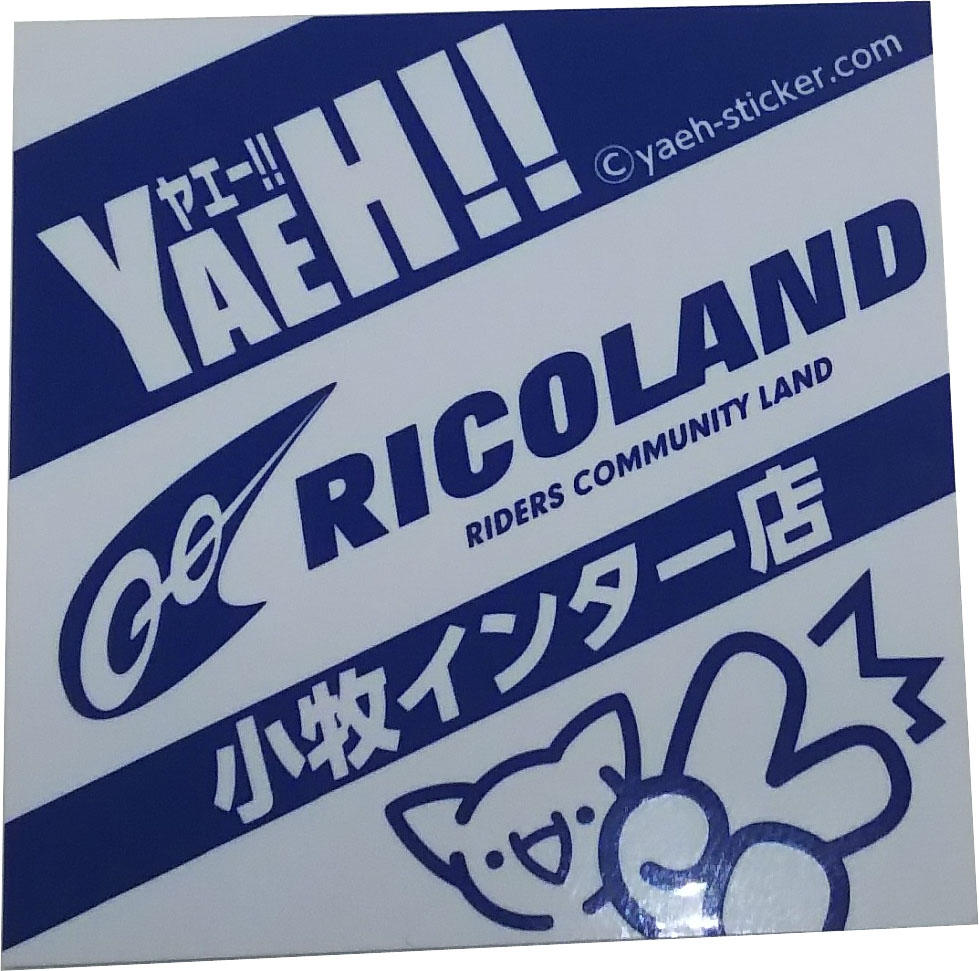 ヤエー!!
YAEH!!
©yaeh-sticker.com
RICOLAND
RIDERS COMMUNITY LAND
小牧インター店